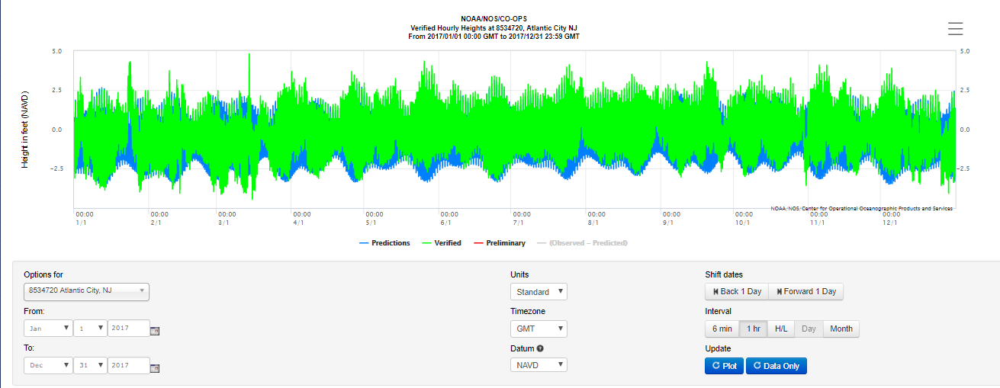 NOAA/NOS/CO-OPS
Verified Hourly Heights at 8534720, Atlantic City NJ
From 2017/01/01 00:00 GMT to 2017/12/31 23:59 GMT
5.0 5.0
2.5 2.5
0.0 0.0
-2.5 -2.5
Height in feet (NAVD)
NOAA/NOS/Center for Operational Oceanographic Products and Services
00:00 00:00 00:00 00:00 00:00 00:00 00:00 00:00 00:00 00:00 00:00 00:00
1/1 2/1 3/1 4/1 5/1 6/1 7/1 8/1 9/1 10/1 11/1 12/1
Predictions Verified Preliminary (Observed - Predicted)
Options for Units Shift dates
8534720 Atlantic City, NJ Standard Back 1 Day Forward 1 Day
From: Timezone Interval
Jan 1 2017 GMT 6 min 1 hr H/L Day Month
To: Datum Update
Dec 31 2017 NAVD Plot Data Only